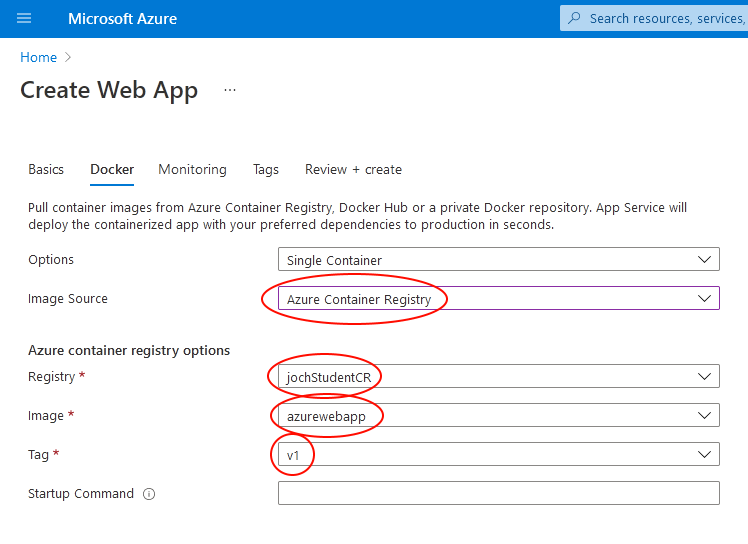 Microsoft Azure
Search resources, services,
Home
Create Web App
Basics Docker Monitoring Tags Review + create
Pull container images from Azure Container Registry, Docker Hub or a private Docker repository. App Service will
deploy the containerized app with your preferred dependencies to production in seconds.
Options Single Container
Image Source Azure Container Registry
Azure container registry options
Registry * jochStudentCR
Image * azurewebapp
Tag * v1
Startup Command